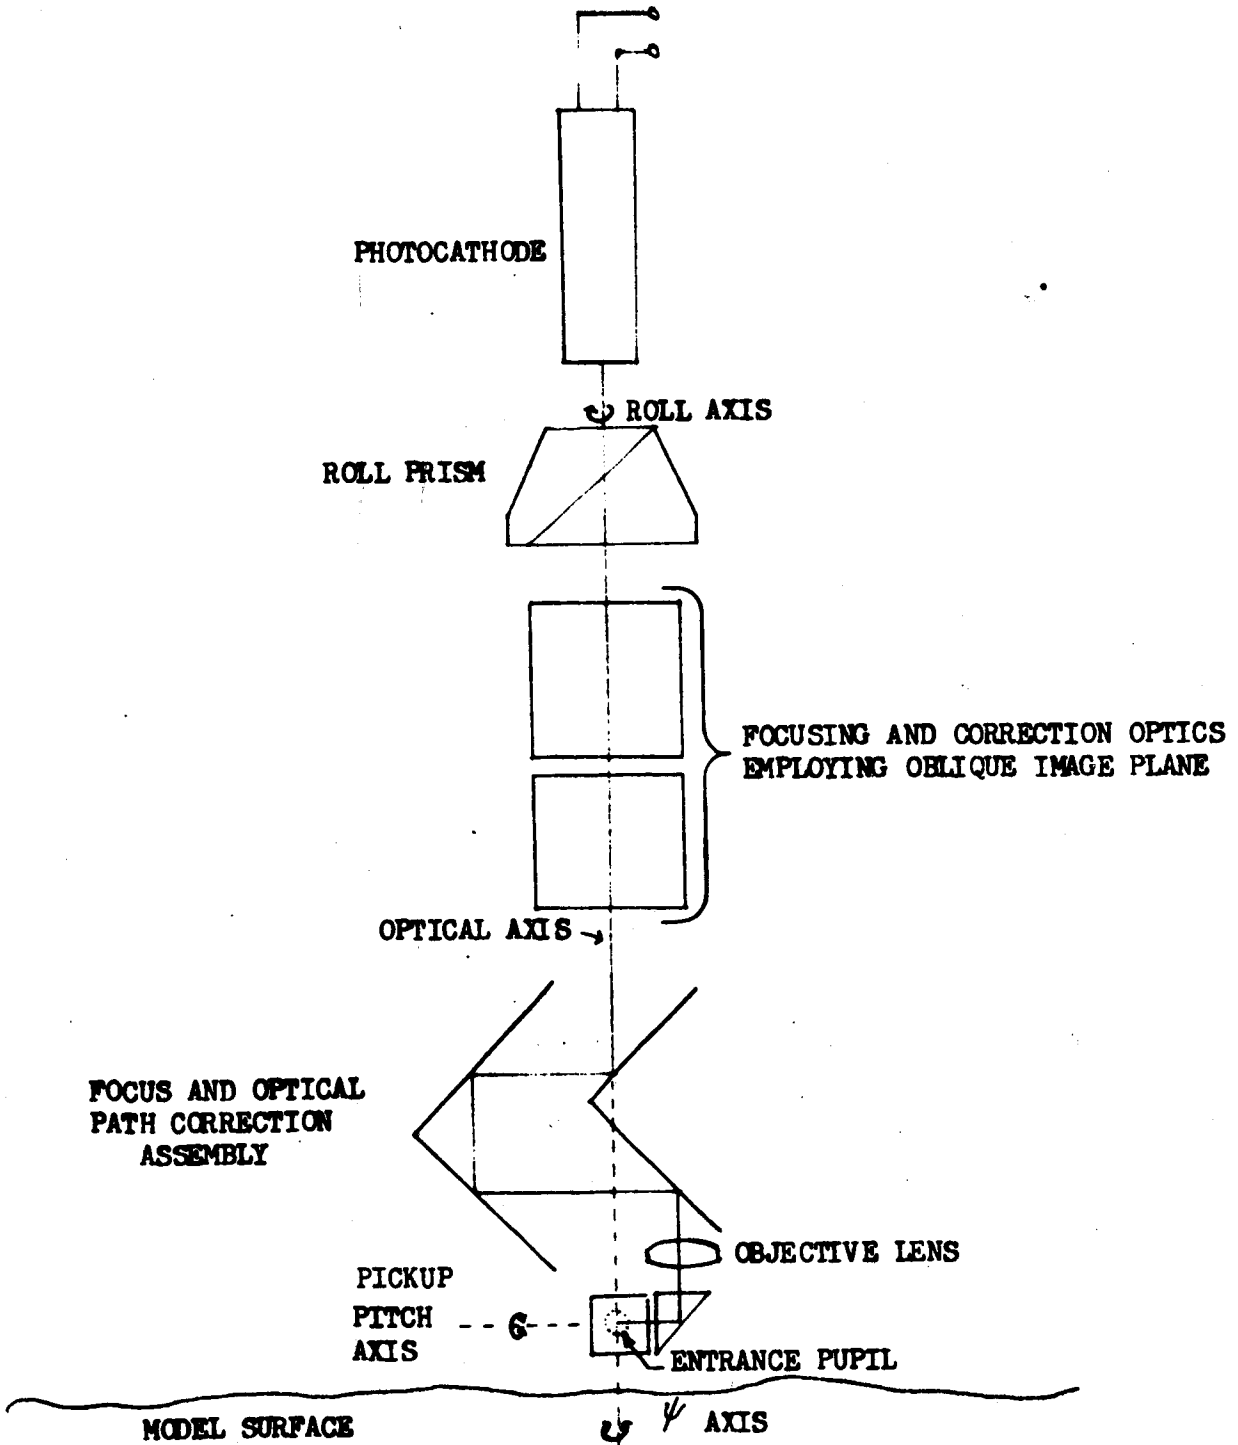 PHOTOCATHODE
ROLL AXIS
ROLL PRISM
FOCUSING AND CORRECTION OPTICS
EMPLOYING OBLIQUE IMAGE PLANE
OPTICAL AXIS
FOCUS AND OPTICAL
PATH CORRECTION
ASSEMBLY
OBJECTIVE LENS
PICKUP
PITCH
AXIS
ENTRANCE PUPIL
ψ AXIS
MODEL SURFACE